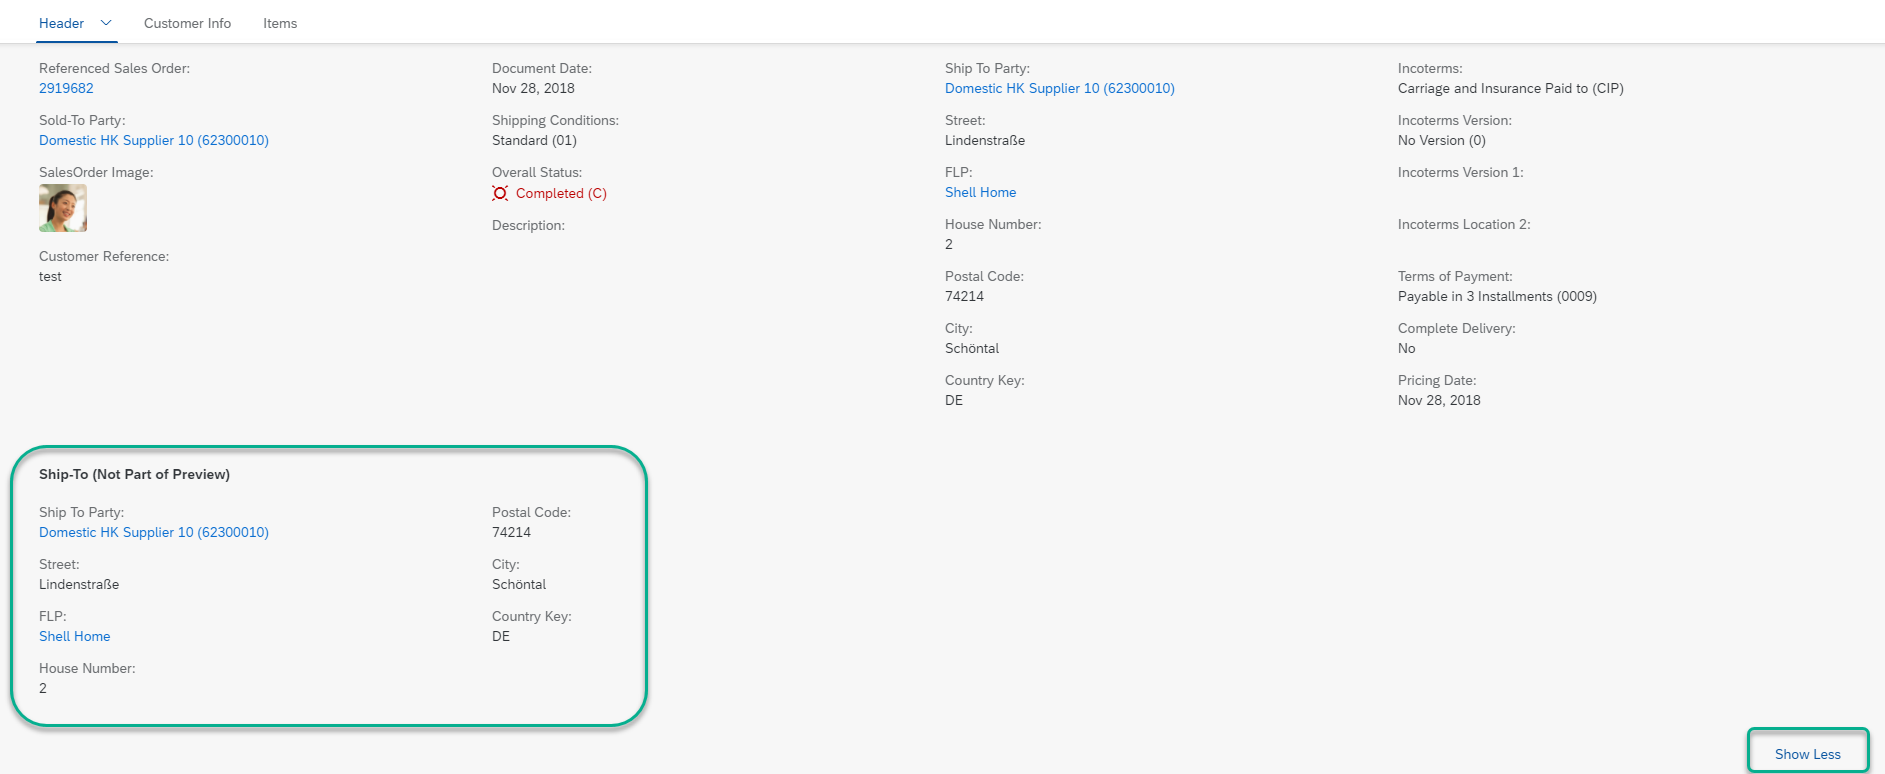 Header
Customer Info
Items
Referenced Sales Order:
2919682
Sold-To Party:
Domestic HK Supplier 10 (62300010)
SalesOrder Image:
Customer Reference:
test
Document Date:
Nov 28, 2018
Shipping Conditions:
Standard (01)
Overall Status:
Completed (C)
Description:
Ship To Party:
Domestic HK Supplier 10 (62300010)
Street:
Lindenstraße
FLP:
Shell Home
House Number:
2
Postal Code:
74214
City:
Schöntal
Country Key:
DE
Incoterms:
Carriage and Insurance Paid to (CIP)
Incoterms Version:
No Version (0)
Incoterms Version 1:
Incoterms Location 2:
Terms of Payment:
Payable in 3 Installments (0009)
Complete Delivery:
No
Pricing Date:
Nov 28, 2018
Ship-To (Not Part of Preview)
Ship To Party:
Domestic HK Supplier 10 (62300010)
Street:
Lindenstraße
FLP:
Shell Home
House Number:
2
Postal Code:
74214
City:
Schöntal
Country Key:
DE
Show Less